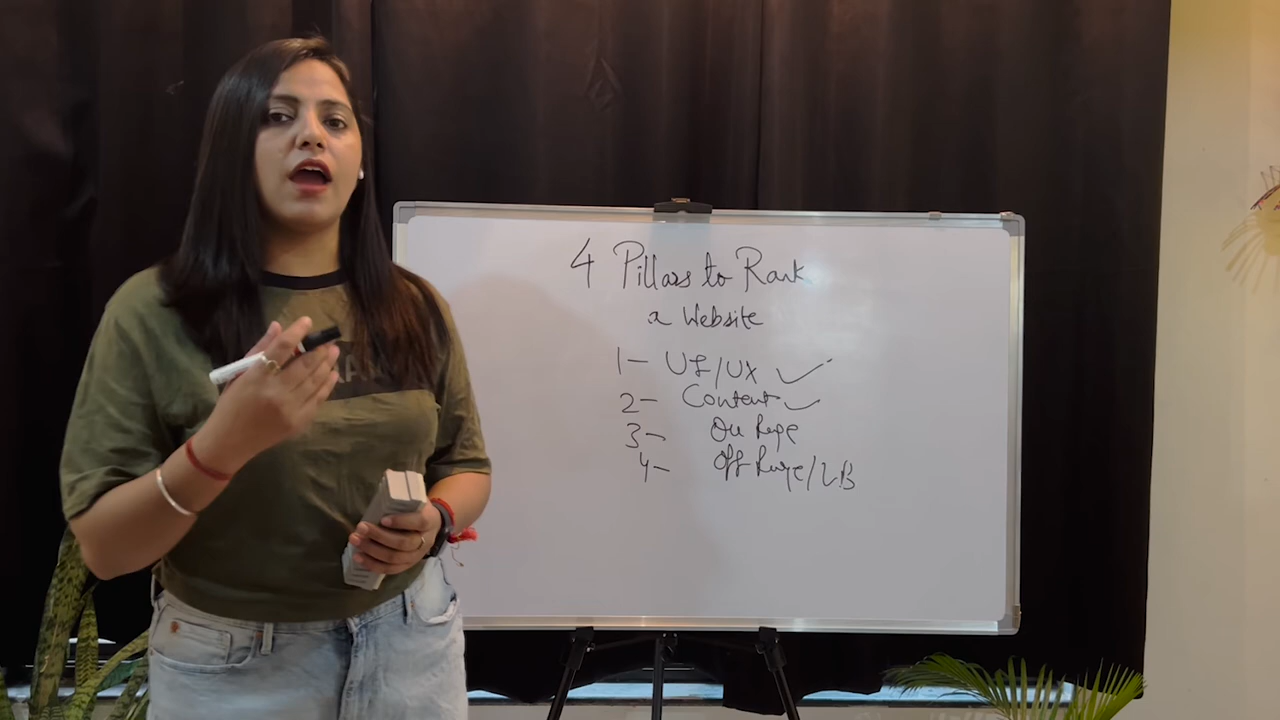 4 Pillars to Rank
a Website
1- UI/UX ✓
2- Content ✓
3- On Page
4- Off Page/LB